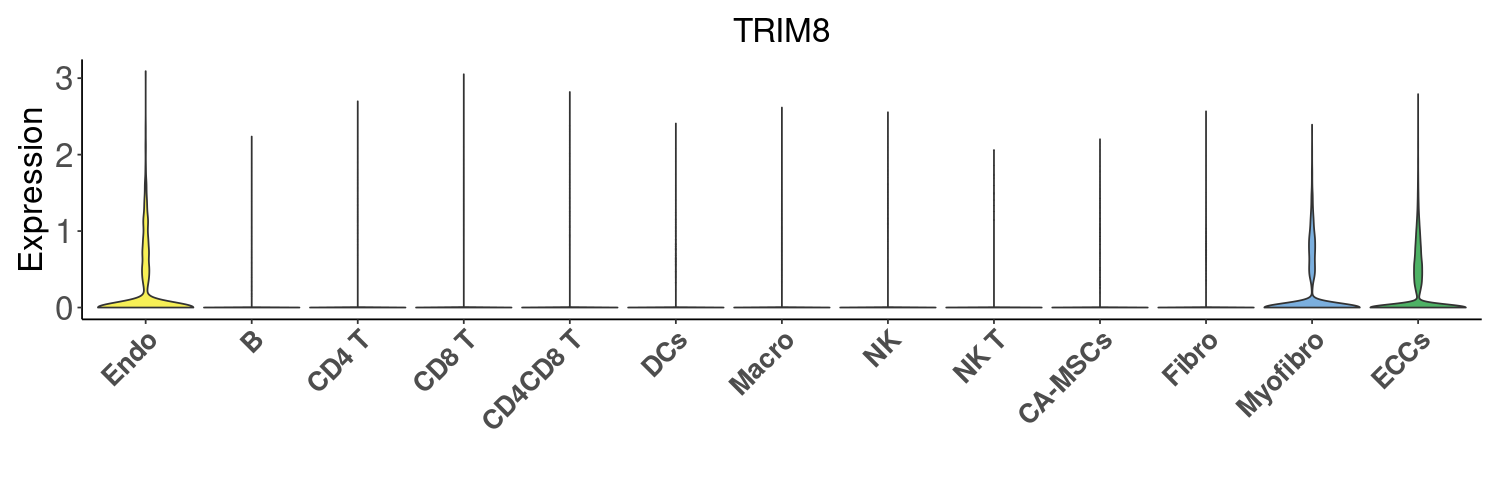 TRIM8
Expression
3
2
1
0
Endo
B
CD4 T
CD8 T
CD4CD8 T
DCs
Macro
NK
NK T
CA-MSCs
Fibro
Myofibro
ECCs